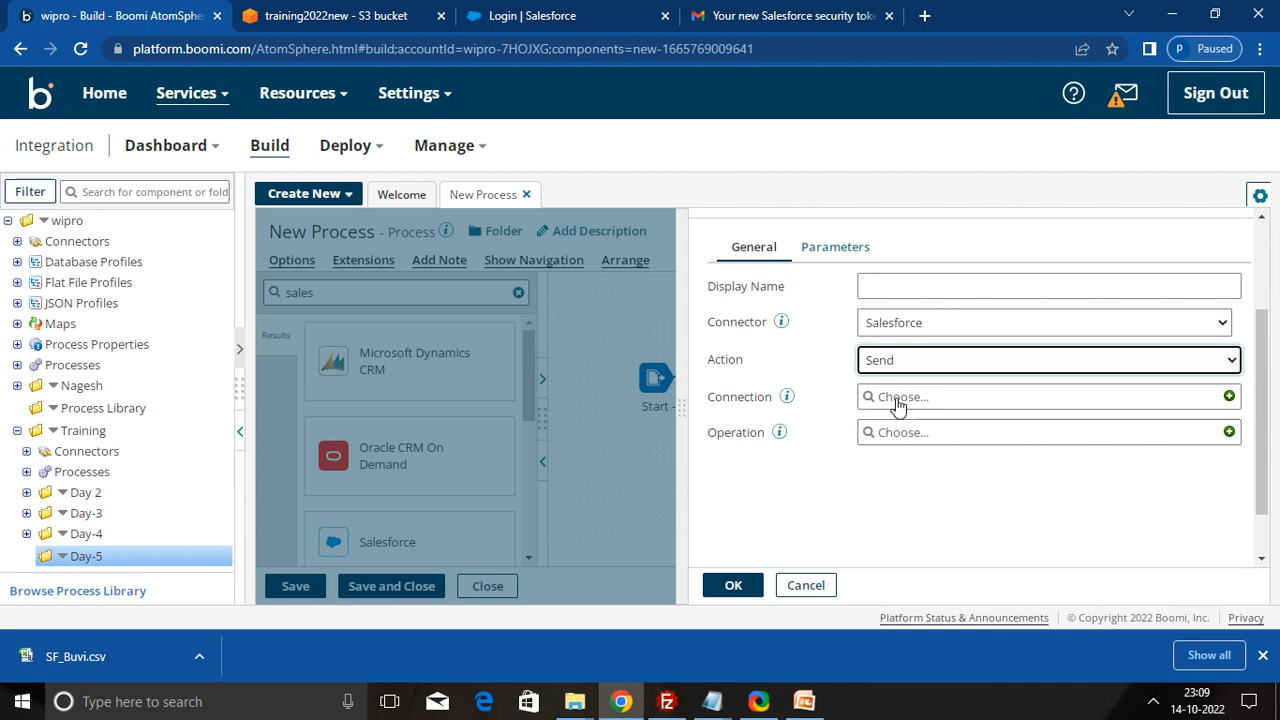 wipro - Build - Boomi AtomSphe
training2022new - S3 bucket
Login | Salesforce
Your new Salesforce security tok
platform.boomi.com/AtomSphere.html#build;accountId=wipro-7HOJXG;components=new-1665769009641
P Paused
b Home Services Resources Settings
Sign Out
Integration Dashboard Build Deploy Manage
Filter Search for component or fold
Create New Welcome New Process
wipro
Connectors
Database Profiles
Flat File Profiles
JSON Profiles
Maps
Process Properties
Processes
Nagesh
Process Library
Training
Connectors
Processes
Day 2
Day-3
Day-4
Day-5
Browse Process Library
New Process - Process Folder Add Description
Options Extensions Add Note Show Navigation Arrange
sales
Results
Microsoft Dynamics
CRM
Oracle CRM On
Demand
Salesforce
Start -
Save Save and Close Close
General Parameters
Display Name
Connector Salesforce
Action Send
Connection Choose...
Operation Choose...
OK Cancel
Platform Status & Announcements © Copyright 2022 Boomi, Inc. Privacy
SF_Buvi.csv
Show all
Type here to search
23:09
14-10-2022